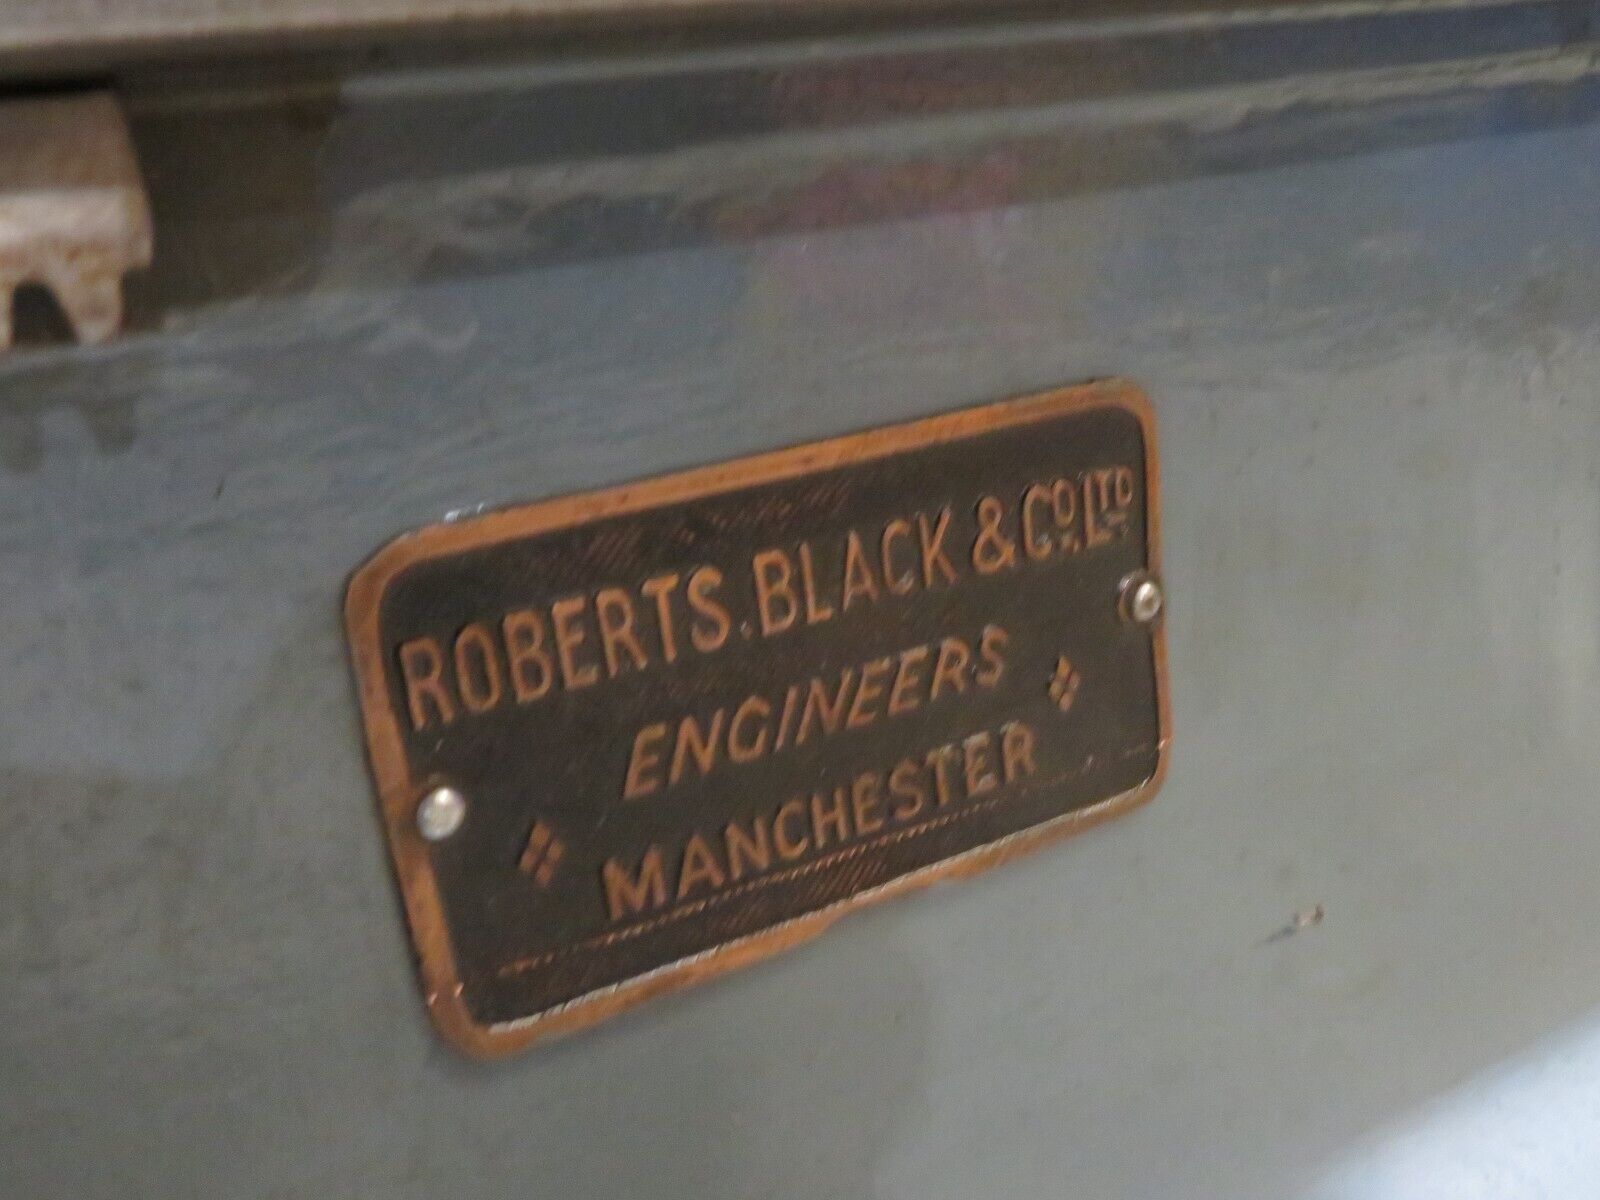 ROBERTS. BLACK & CO. LTD
ENGINEERS
MANCHESTER